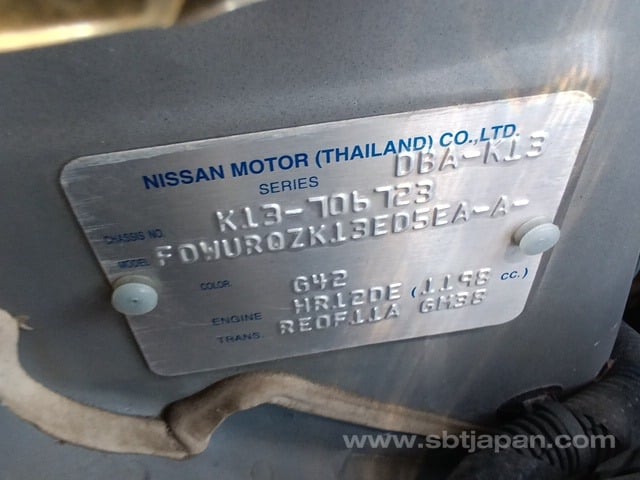 NISSAN MOTOR (THAILAND) CO.,LTD.
SERIES DBA-K13
CHASSIS NO. K13-706723
MODEL FDWURQZK13ED5EA-A-
COLOR G42
ENGINE HR12DE (1198 CC.)
TRANS. RE0F11A GM38
www.sbtjapan.com